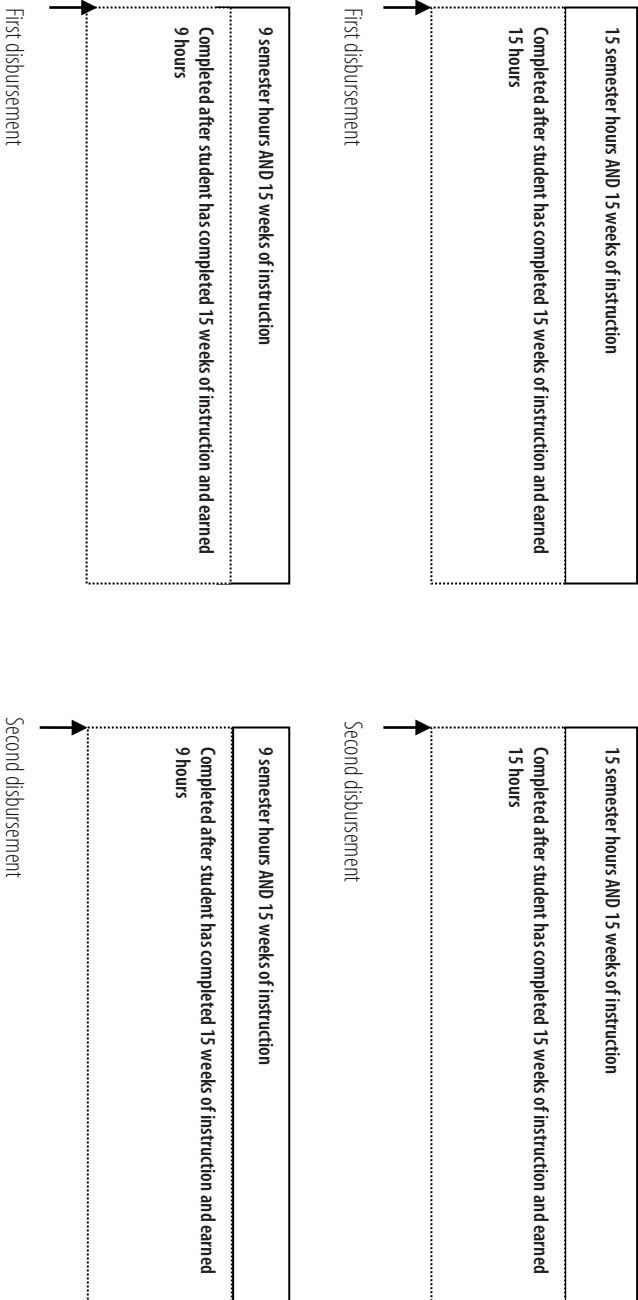 15 semester hours AND 15 weeks of instruction
Completed after student has completed 15 weeks of instruction and earned
15 hours
First disbursement
15 semester hours AND 15 weeks of instruction
Completed after student has completed 15 weeks of instruction and earned
15 hours
Second disbursement
9 semester hours AND 15 weeks of instruction
Completed after student has completed 15 weeks of instruction and earned
9 hours
First disbursement
9 semester hours AND 15 weeks of instruction
Completed after student has completed 15 weeks of instruction and earned
9 hours
Second disbursement